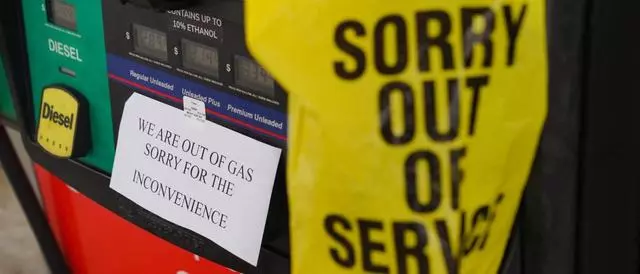 CONTAINS UP TO
10% ETHANOL
DIESEL
$
$
$
Regular Unleaded
Unleaded Plus
Premium Unleaded
Diesel
WE ARE OUT OF GAS
SORRY FOR THE
INCONVENIENCE
SORRY
OUT
OF
SERVICE